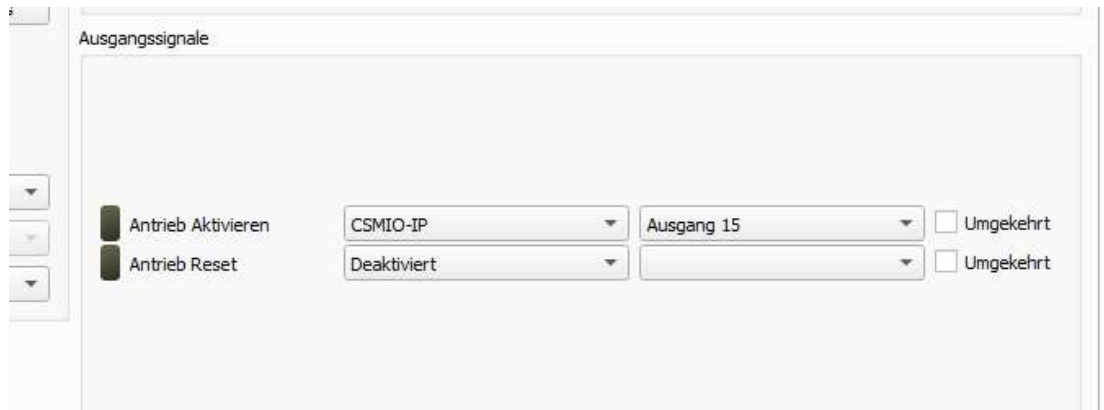 Ausgangssignale
Antrieb Aktivieren CSMIO-IP Ausgang 15 Umgekehrt
Antrieb Reset Deaktiviert Umgekehrt